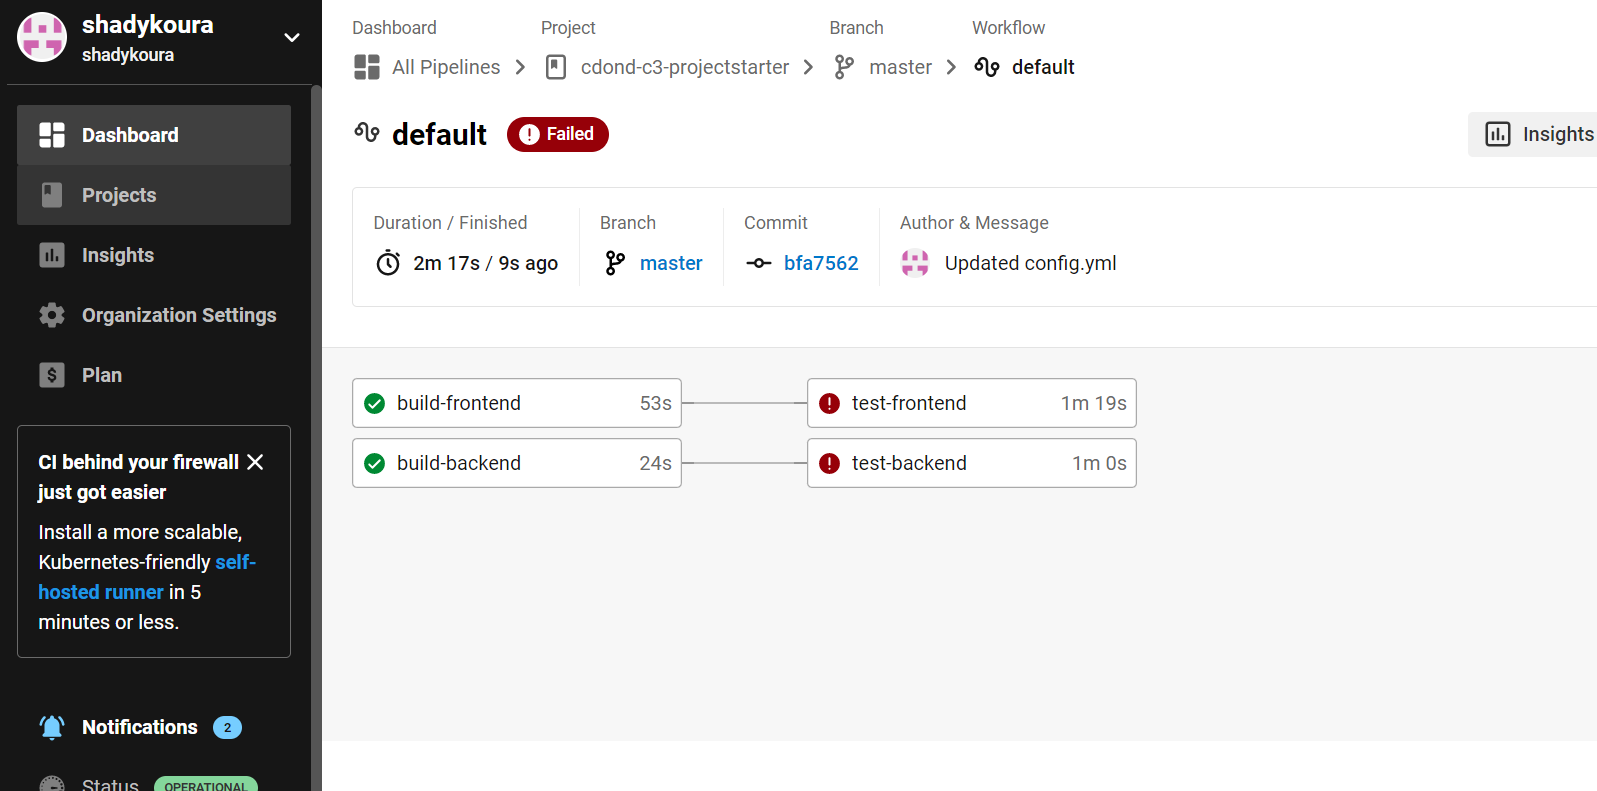 shadykoura
shadykoura
Dashboard
Projects
Insights
Organization Settings
Plan
CI behind your firewall
just got easier
Install a more scalable,
Kubernetes-friendly self-
hosted runner in 5
minutes or less.
Notifications 2
Status OPERATIONAL
Dashboard Project Branch Workflow
All Pipelines cdond-c3-projectstarter master default
default Failed
Insights
Duration / Finished Branch Commit Author & Message
2m 17s / 9s ago master bfa7562 Updated config.yml
build-frontend 53s test-frontend 1m 19s
build-backend 24s test-backend 1m 0s